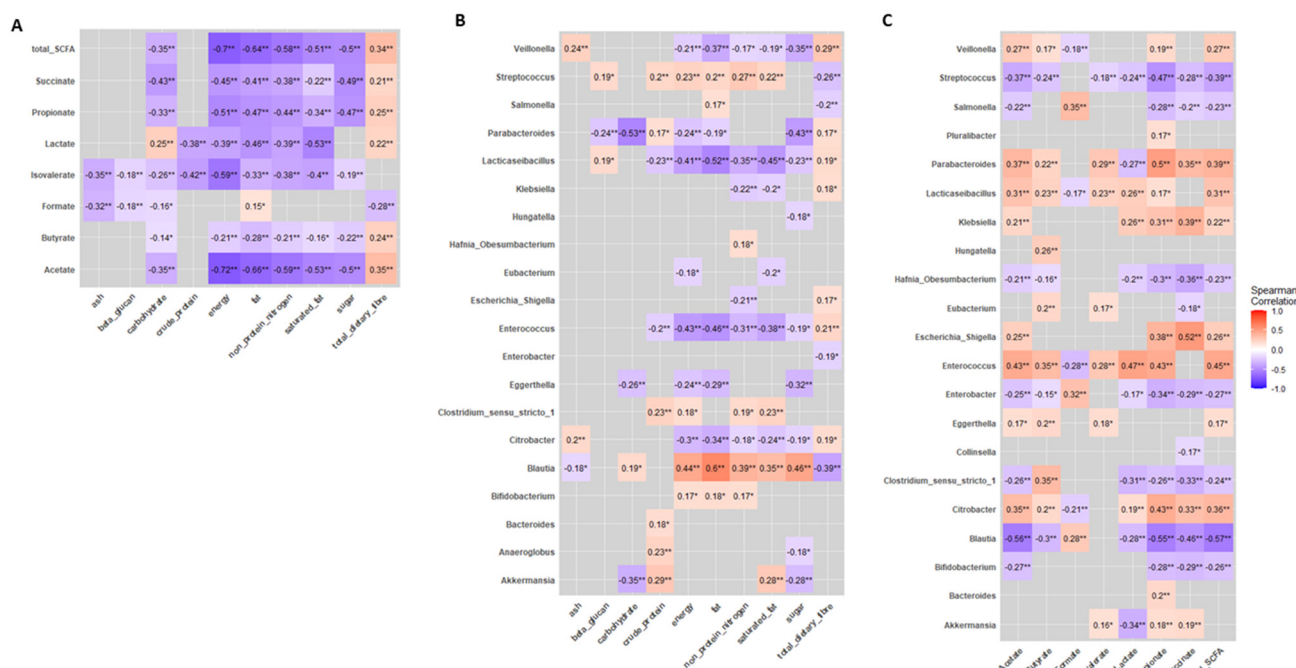 A
total_SCFA -0.35** -0.7** -0.64** -0.58** -0.51** -0.5** 0.34**
Succinate -0.43** -0.45** -0.41** -0.38** -0.22** -0.49** 0.21**
Propionate -0.33** -0.51** -0.47** -0.44** -0.34** -0.47** 0.25**
Lactate 0.25** -0.38** -0.39** -0.46** -0.39** -0.53** 0.22**
Isovalerate -0.35** -0.18** -0.26** -0.42** -0.59** -0.33** -0.38** -0.4** -0.19**
Formate -0.32** -0.18** -0.16* 0.15* -0.28**
Butyrate -0.14* -0.21** -0.28** -0.21** -0.16* -0.22** 0.24**
Acetate -0.35** -0.72** -0.66** -0.59** -0.53** -0.5** 0.35**
ash beta_glucan carbohydrate crude_protein energy fat non_protein_nitrogen saturated_fat sugar total_dietary_fibre
B
Veillonella 0.24** -0.21** -0.37** -0.17* -0.19* -0.35** 0.29**
Streptococcus 0.19* 0.2** 0.23** 0.2** 0.27** 0.22** -0.26**
Salmonella 0.17* -0.2**
Parabacteroides -0.24** -0.53** 0.17* -0.24** -0.19* -0.43** 0.17*
Lacticaseibacillus 0.19* -0.23** -0.41** -0.52** -0.35** -0.45** -0.23** 0.19*
Klebsiella -0.22** -0.2* 0.18*
Hungatella -0.18*
Hafnia_Obesumbacterium 0.18*
Eubacterium -0.18* -0.2*
Escherichia_Shigella -0.21** 0.17*
Enterococcus -0.2** -0.43** -0.46** -0.31** -0.38** -0.19* 0.21**
Enterobacter -0.19*
Eggerthella -0.26** -0.24** -0.29** -0.32**
Clostridium_sensu_stricto_1 0.23** 0.18* 0.19* 0.23**
Citrobacter 0.2** -0.3** -0.34** -0.18* -0.24** -0.19* 0.19*
Blautia -0.18* 0.19* 0.44** 0.6** 0.39** 0.35** 0.46** -0.39**
Bifidobacterium 0.17* 0.18* 0.17*
Bacteroides 0.18*
Anaeroglobus 0.23** -0.18*
Akkermansia -0.35** 0.29** 0.28** -0.28**
ash beta_glucan carbohydrate crude_protein energy fat non_protein_nitrogen saturated_fat sugar total_dietary_fibre
C
Veillonella 0.27** 0.17* -0.18** 0.19** 0.27**
Streptococcus -0.37** -0.24** -0.18** -0.24** -0.47** -0.28** -0.39**
Salmonella -0.22** 0.35** -0.28** -0.2** -0.23**
Pluralibacter 0.17*
Parabacteroides 0.37** 0.22** 0.29** -0.27** 0.5** 0.35** 0.39**
Lacticaseibacillus 0.31** 0.23** -0.17* 0.23** 0.26** 0.17* 0.31**
Klebsiella 0.21** 0.26** 0.31** 0.39** 0.22**
Hungatella 0.26**
Hafnia_Obesumbacterium -0.21** -0.16* -0.2** -0.3** -0.36** -0.23**
Eubacterium 0.2** 0.17* -0.18**
Escherichia_Shigella 0.25** 0.38** 0.52** 0.26**
Enterococcus 0.43** 0.35** -0.28** 0.28** 0.47** 0.43** 0.45**
Enterobacter -0.25** -0.15* 0.32** -0.17* -0.34** -0.29** -0.27**
Eggerthella 0.17* 0.2** 0.18* 0.17*
Collinsella -0.17*
Clostridium_sensu_stricto_1 -0.26** 0.35** -0.31** -0.26** -0.33** -0.24**
Citrobacter 0.35** 0.2** -0.21** 0.19** 0.43** 0.33** 0.36**
Blautia -0.56** -0.3** 0.28** -0.28** -0.55** -0.46** -0.57**
Bifidobacterium -0.27** -0.28** -0.29** -0.26**
Bacteroides 0.2**
Akkermansia 0.16* -0.34** 0.18** 0.19**
Spearman
Correlation
1.0
0.5
0.0
-0.5
-1.0